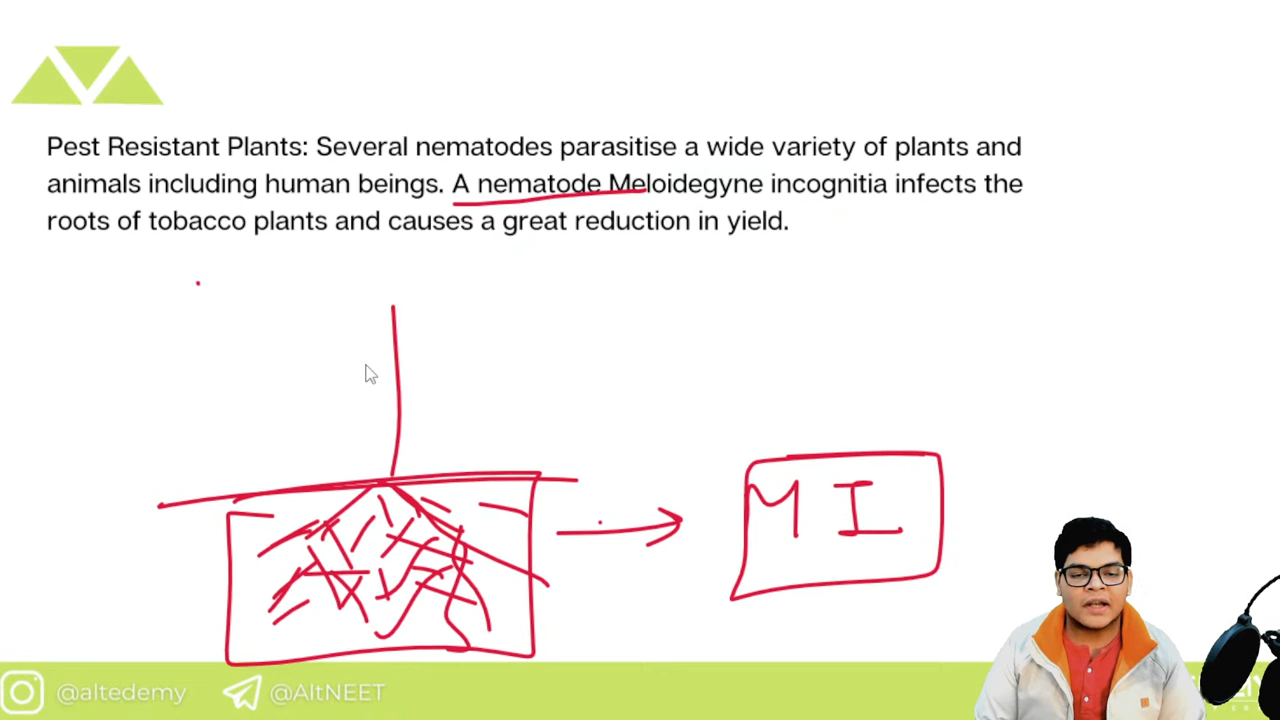 Pest Resistant Plants: Several nematodes parasitise a wide variety of plants and
animals including human beings. A nematode Meloidegyne incognitia infects the
roots of tobacco plants and causes a great reduction in yield.
M I
@altedemy @AltNEET